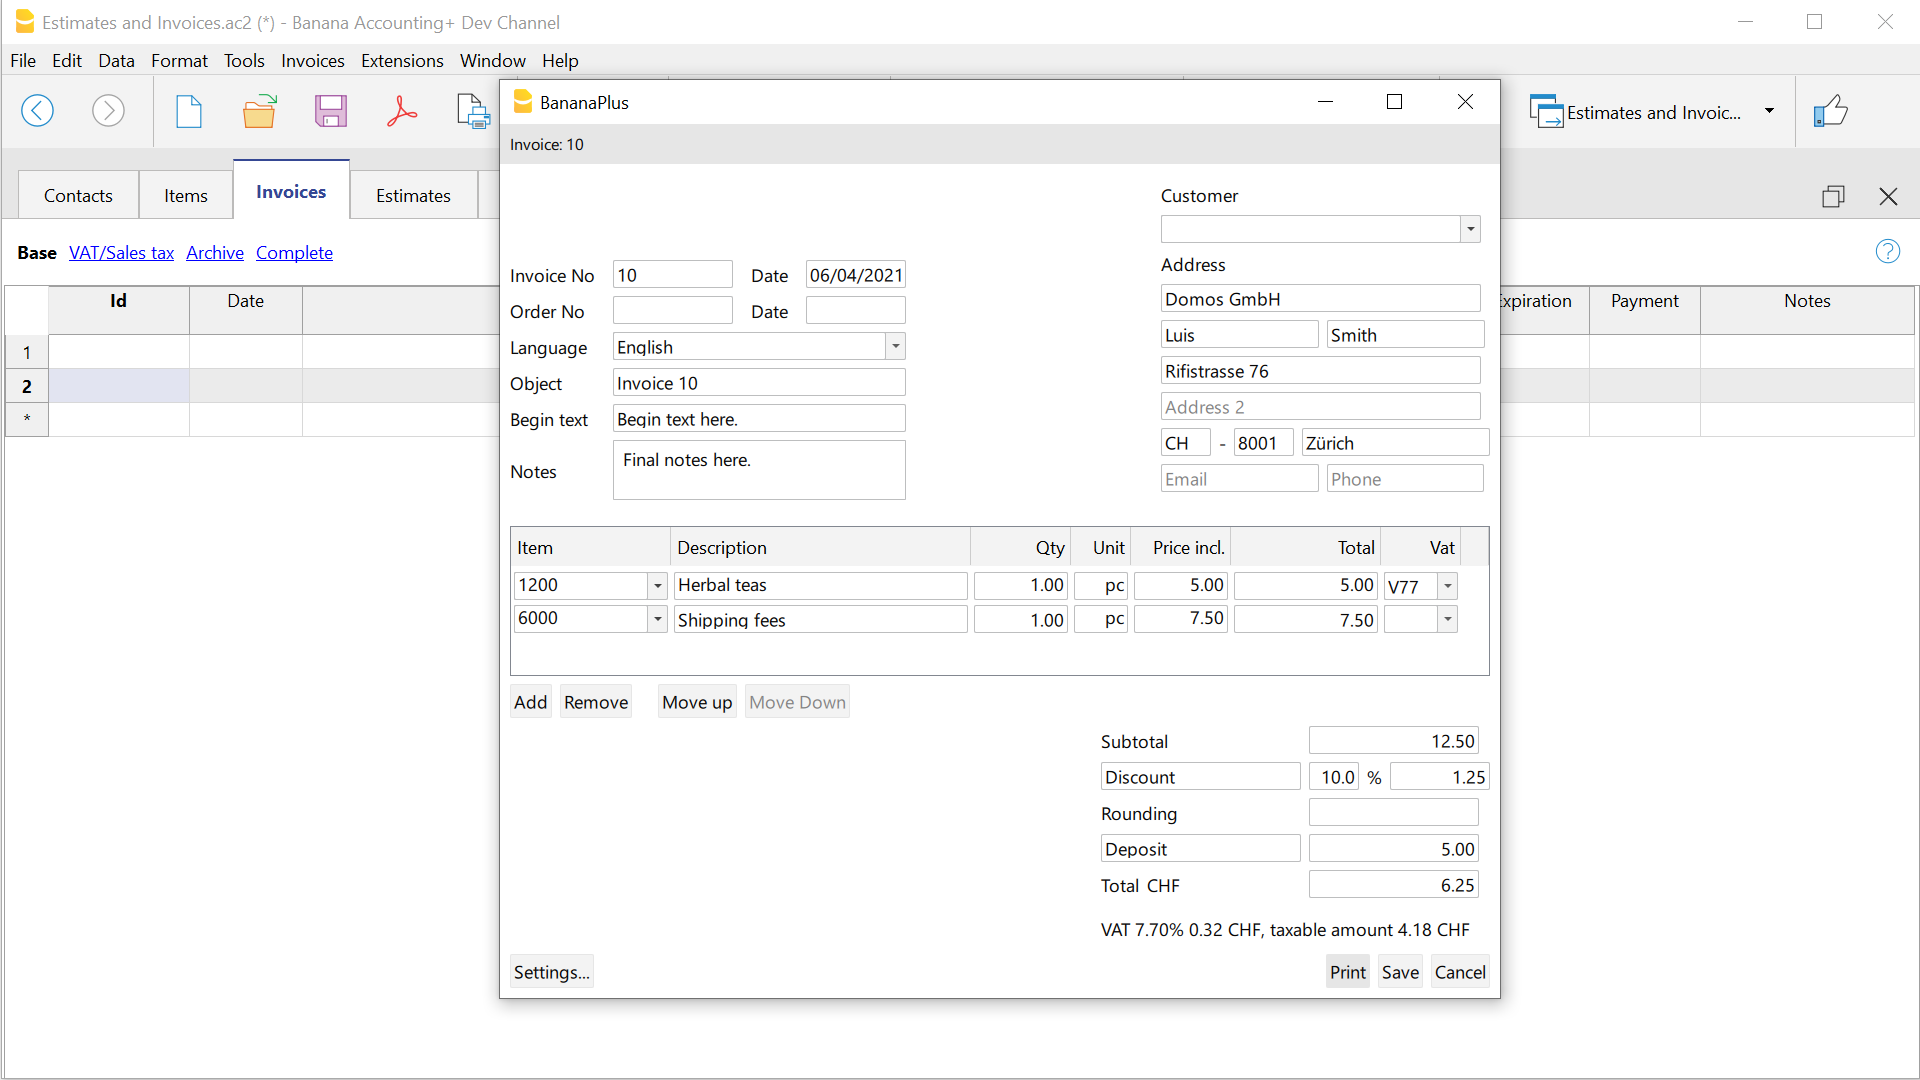 Estimates and Invoices.ac2 (*) - Banana Accounting+ Dev Channel
File Edit Data Format Tools Invoices Extensions Window Help
Estimates and Invoic...
BananaPlus
Invoice: 10
Contacts Items Invoices Estimates
Base VAT/Sales tax Archive Complete
?
Id Date Expiration Payment Notes
1
2
*
Customer
Address
Domos GmbH
Luis Smith
Rifistrasse 76
Address 2
CH - 8001 Zürich
Email Phone
Invoice No 10 Date 06/04/2021
Order No Date
Language English
Object Invoice 10
Begin text Begin text here.
Notes Final notes here.
Item Description Qty Unit Price incl. Total Vat
1200 Herbal teas 1.00 pc 5.00 5.00 V77
6000 Shipping fees 1.00 pc 7.50 7.50
Add Remove Move up Move Down
Subtotal 12.50
Discount 10.0 % 1.25
Rounding
Deposit 5.00
Total CHF 6.25
VAT 7.70% 0.32 CHF, taxable amount 4.18 CHF
Settings... Print Save Cancel